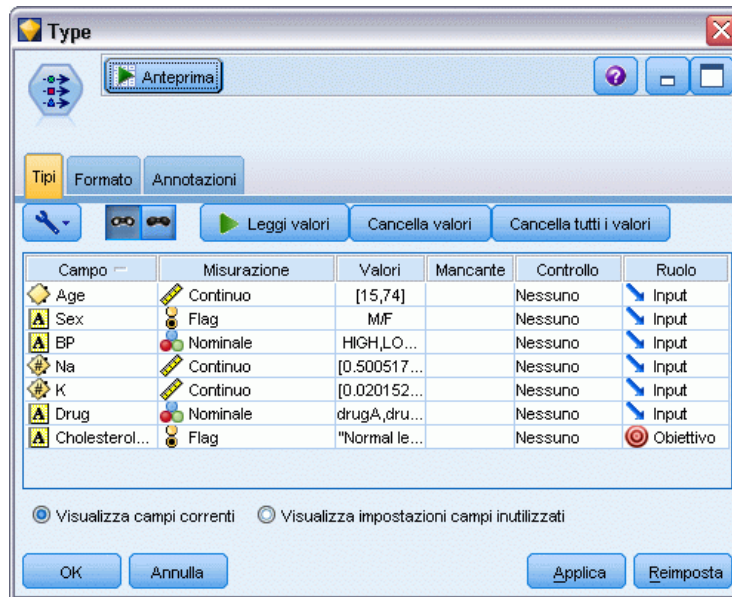 Type
Anteprima
Tipi Formato Annotazioni
Leggi valori Cancella valori Cancella tutti i valori
Campo Misurazione Valori Mancante Controllo Ruolo
Age Continuo [15,74] Nessuno Input
A Sex Flag M/F Nessuno Input
A BP Nominale HIGH,LO... Nessuno Input
# Na Continuo [0.500517... Nessuno Input
# K Continuo [0.020152... Nessuno Input
A Drug Nominale drugA,dru... Nessuno Input
A Cholesterol... Flag "Normal le... Nessuno Obiettivo
Visualizza campi correnti Visualizza impostazioni campi inutilizzati
OK Annulla Applica Reimposta